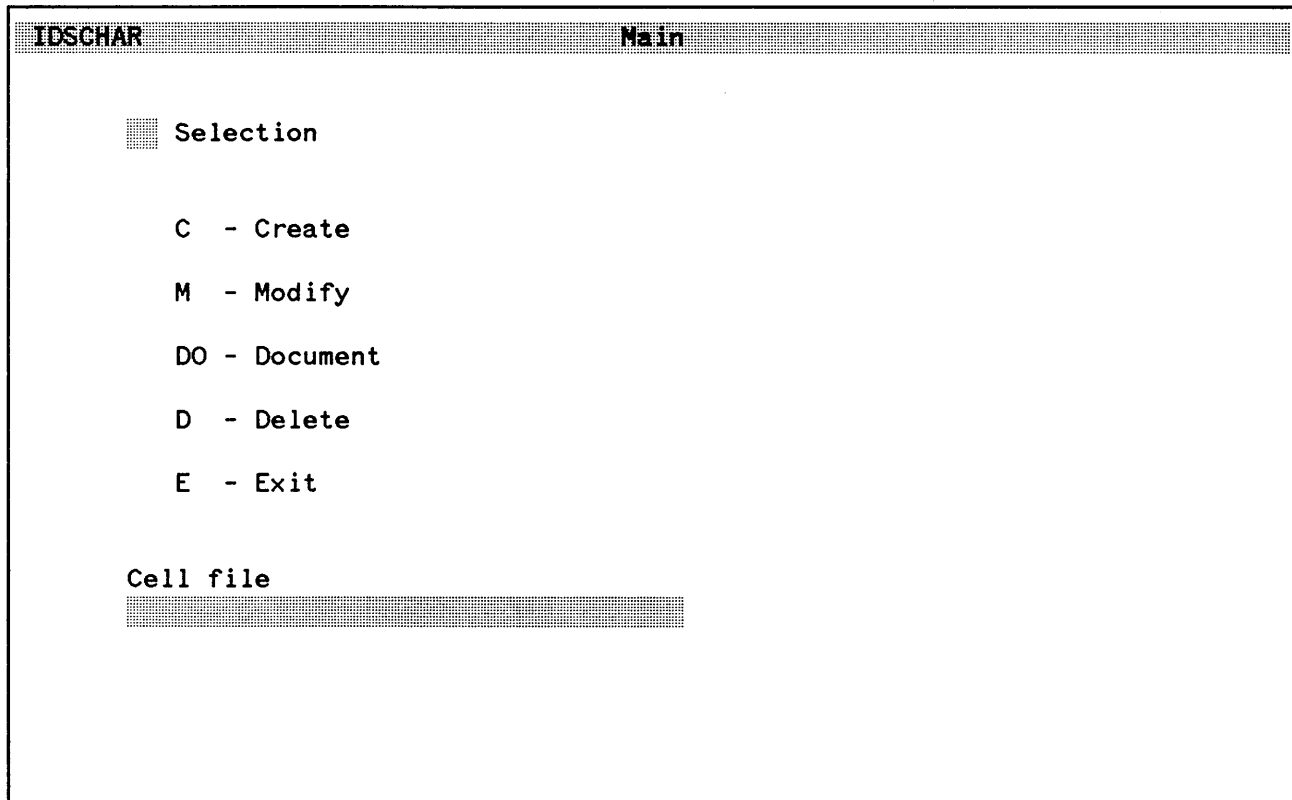 IDSCHAR Main
Selection
C - Create
M - Modify
DO - Document
D - Delete
E - Exit
Cell file